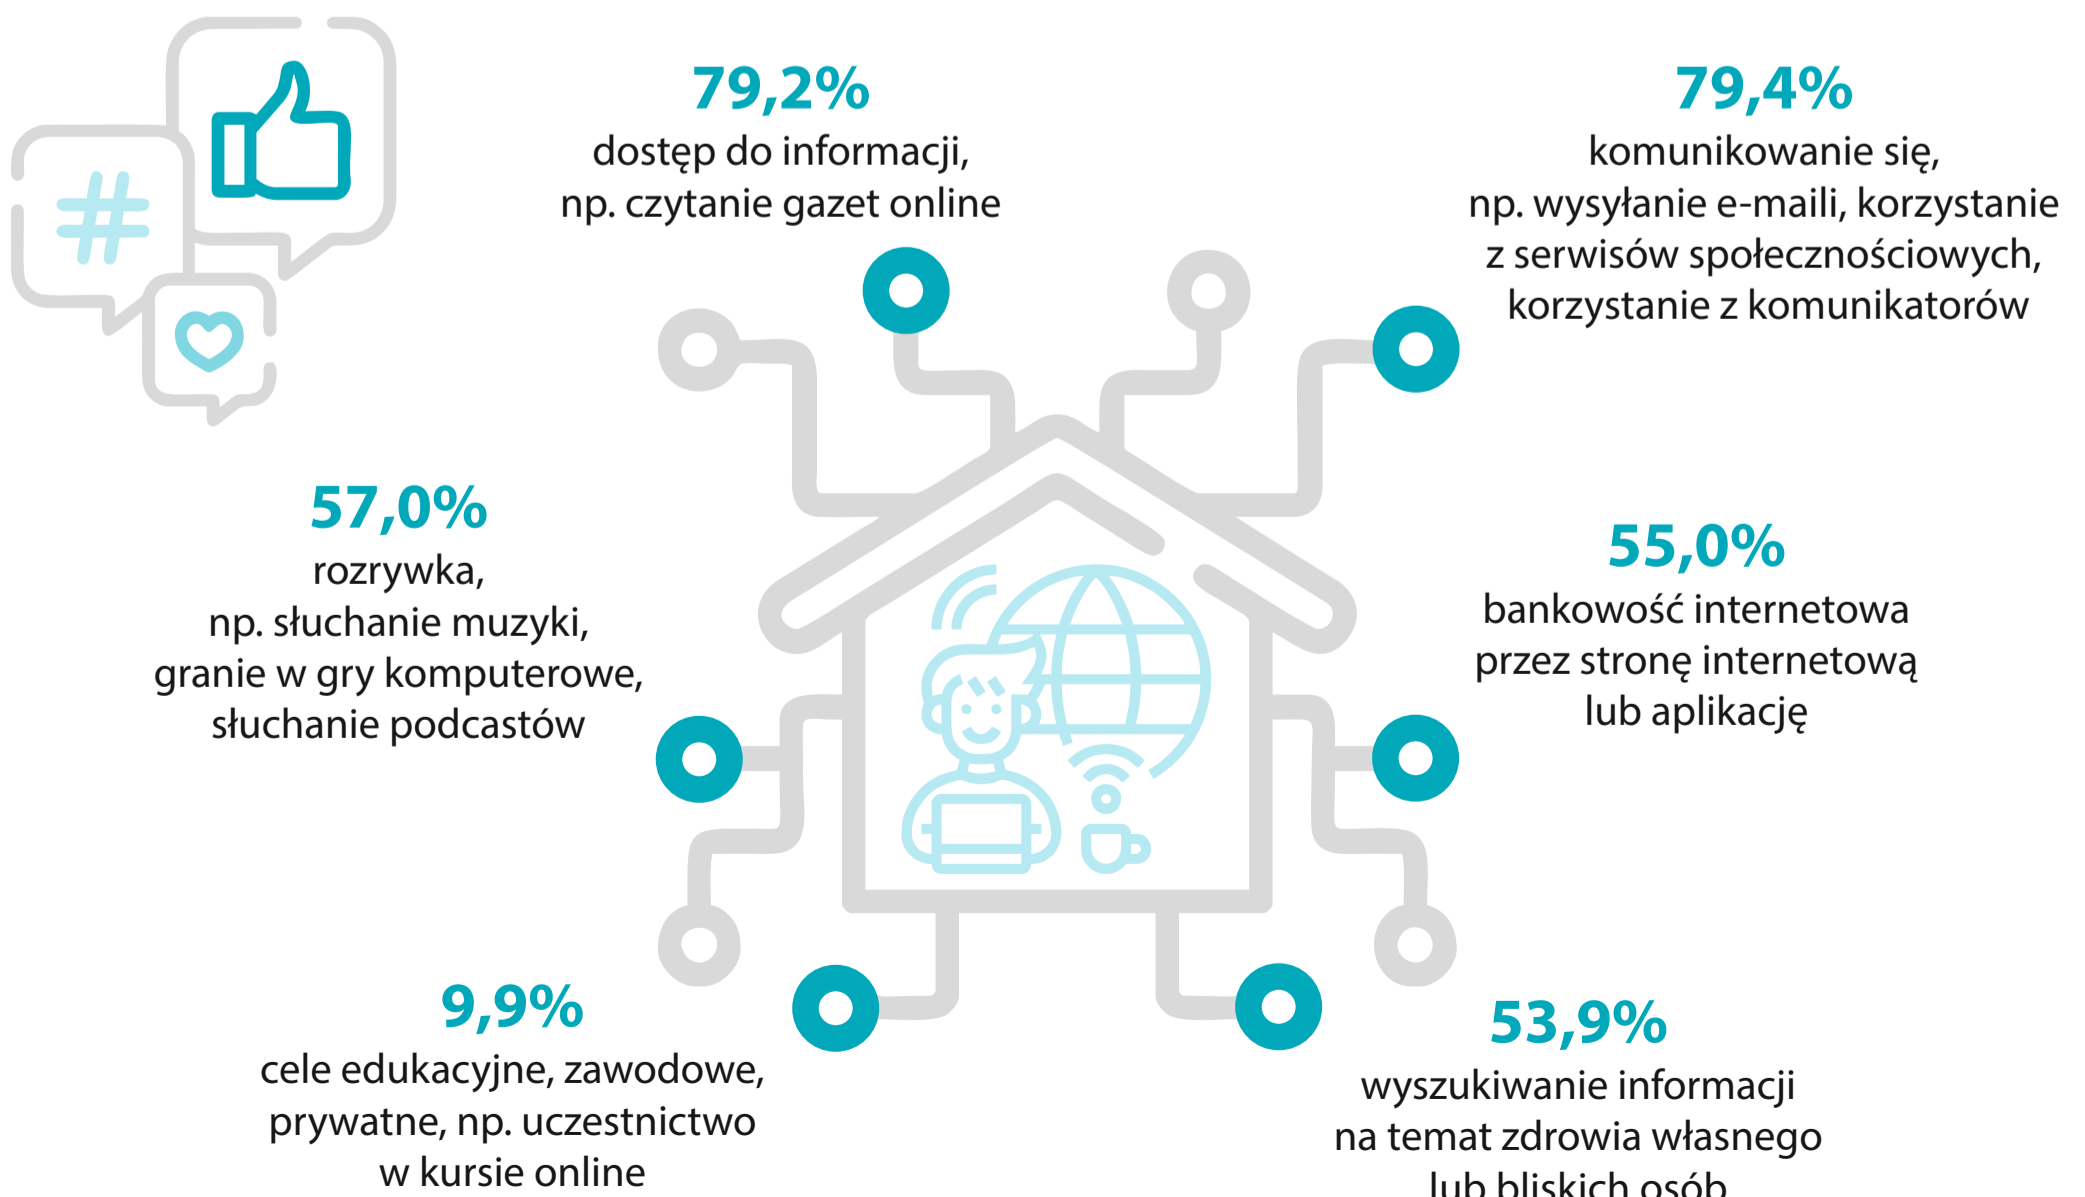 79,2%
dostęp do informacji,
np. czytanie gazet online
79,4%
komunikowanie się,
np. wysyłanie e-maili, korzystanie
z serwisów społecznościowych,
korzystanie z komunikatorów
57,0%
rozrywka,
np. słuchanie muzyki,
granie w gry komputerowe,
słuchanie podcastów
55,0%
bankowość internetowa
przez stronę internetową
lub aplikację
9,9%
cele edukacyjne, zawodowe,
prywatne, np. uczestnictwo
w kursie online
53,9%
wyszukiwanie informacji
na temat zdrowia własnego
lub bliskich osób